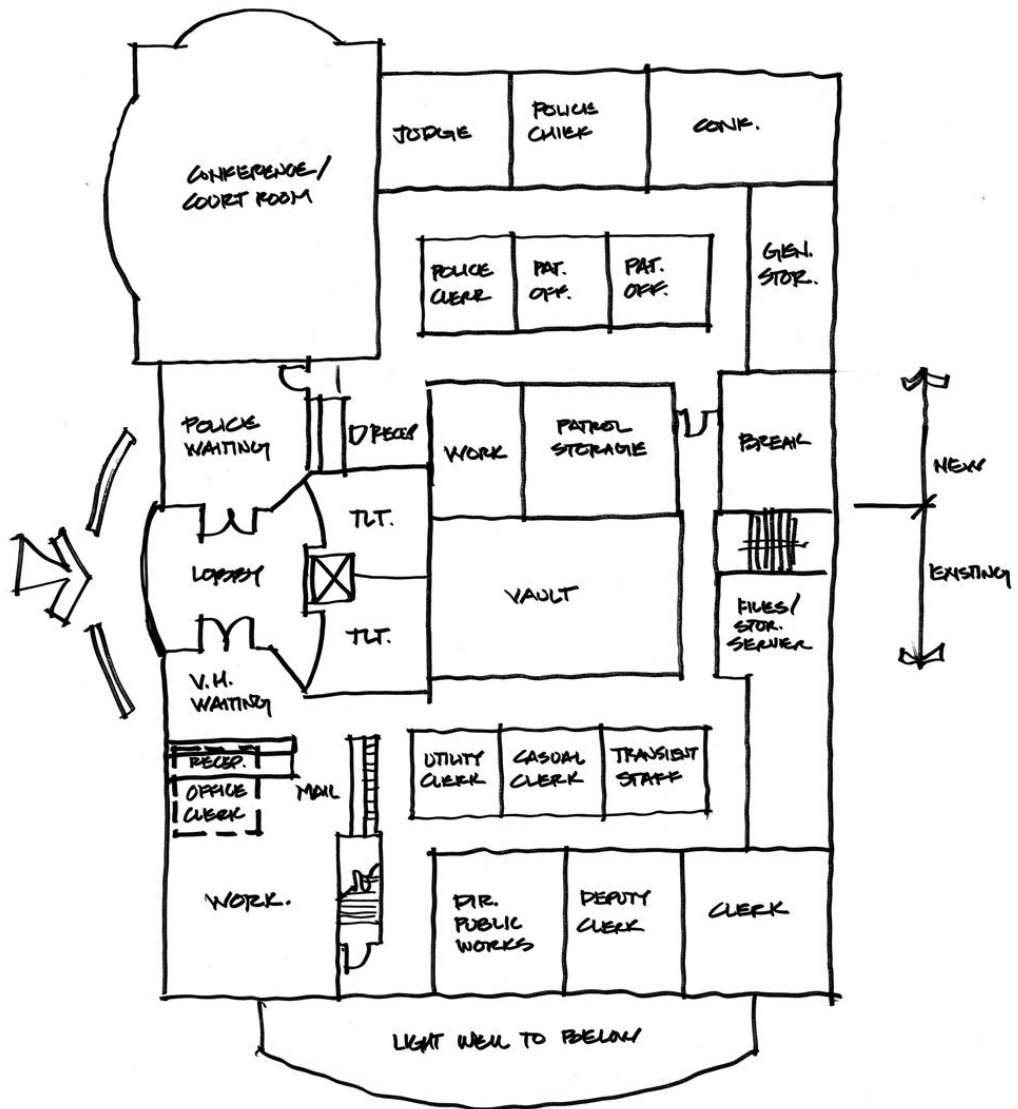 CONFERENCE/
COURT ROOM
JUDGE
POLICE
CHIEF
CONF.
POLICE
CLERK
PAT.
OFF.
PAT.
OFF.
GEN.
STOR.
POLICE
WAITING
RECEP
WORK
PATROL
STORAGE
BREAK
NEW
TLT.
LOBBY
VAULT
EXISTING
TLT.
FILES/
STOR.
SERVER
V.H.
WAITING
RECEP.
OFFICE
CLERK
MAIL
UTILITY
CLERK
CASUAL
CLERK
TRANSIENT
STAFF
WORK.
DIR.
PUBLIC
WORKS
DEPUTY
CLERK
CLERK
LIGHT WELL TO BELOW